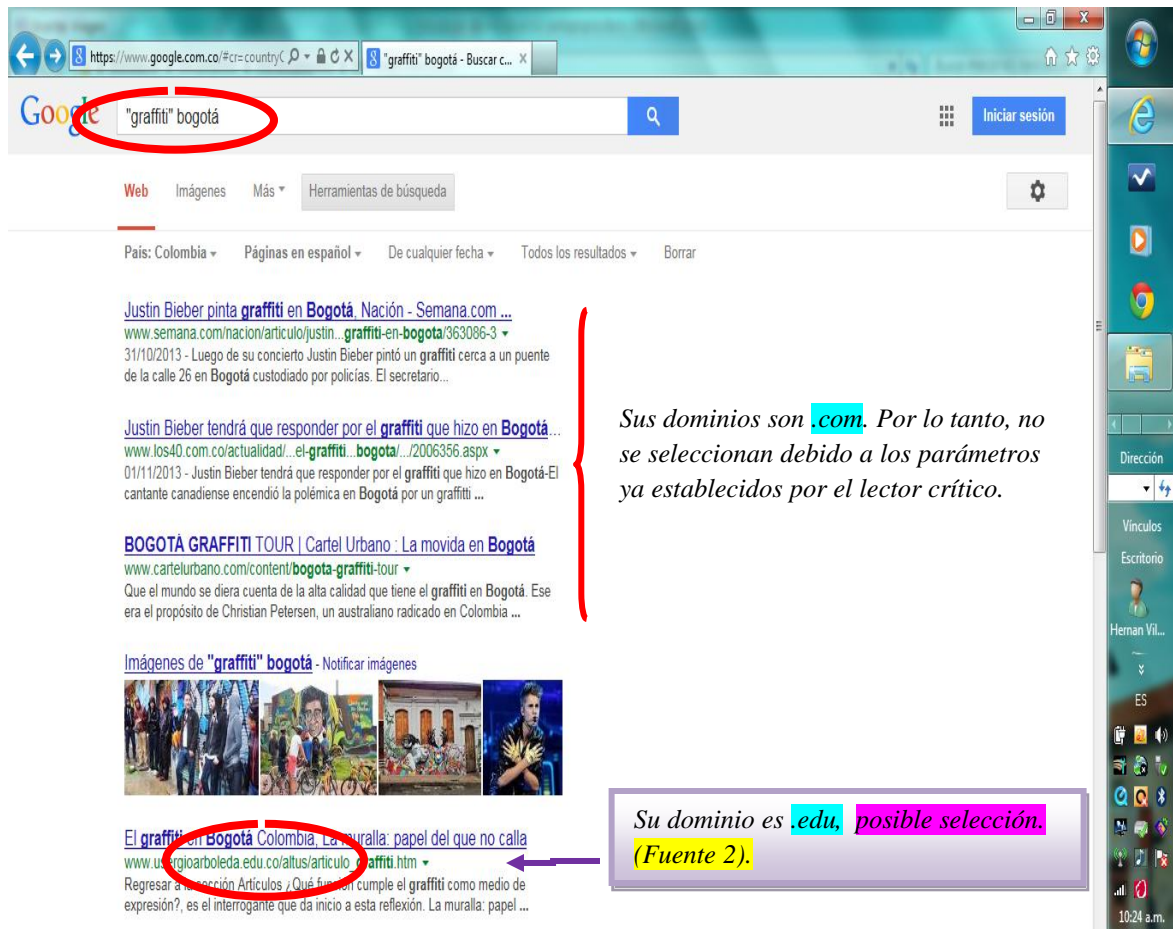 https://www.google.com.co/#cr=countryC
"graffiti" bogotá - Buscar c...
Google
"graffiti" bogotá
Iniciar sesión
Web Imágenes Más Herramientas de búsqueda
País: Colombia Páginas en español De cualquier fecha Todos los resultados Borrar
Justin Bieber pinta graffiti en Bogotá, Nación - Semana.com ...
www.semana.com/nacion/articulo/justin...graffiti-en-bogota/363086-3
31/10/2013 - Luego de su concierto Justin Bieber pintó un graffiti cerca a un puente
de la calle 26 en Bogotá custodiado por policías. El secretario...
Justin Bieber tendrá que responder por el graffiti que hizo en Bogotá...
www.los40.com.co/actualidad/...el-graffiti...bogota/.../2006356.aspx
01/11/2013 - Justin Bieber tendrá que responder por el graffiti que hizo en Bogotá-El
cantante canadiense encendió la polémica en Bogotá por un graffitti ...
BOGOTÁ GRAFFITI TOUR | Cartel Urbano : La movida en Bogotá
www.cartelurbano.com/content/bogota-graffiti-tour
Que el mundo se diera cuenta de la alta calidad que tiene el graffiti en Bogotá. Ese
era el propósito de Christian Petersen, un australiano radicado en Colombia ...
Sus dominios son .com. Por lo tanto, no
se seleccionan debido a los parámetros
ya establecidos por el lector crítico.
Imágenes de "graffiti" bogotá - Notificar imágenes
El graffiti en Bogotá Colombia, La muralla: papel del que no calla
www.usergioarboleda.edu.co/altus/articulo_graffiti.htm
Regresar a la sección Artículos ¿Qué función cumple el graffiti como medio de
expresión?, es el interrogante que da inicio a esta reflexión. La muralla: papel ...
Su dominio es .edu, posible selección.
(Fuente 2).
Dirección
Vínculos
Escritorio
Hernan Vil...
ES
10:24 a.m.